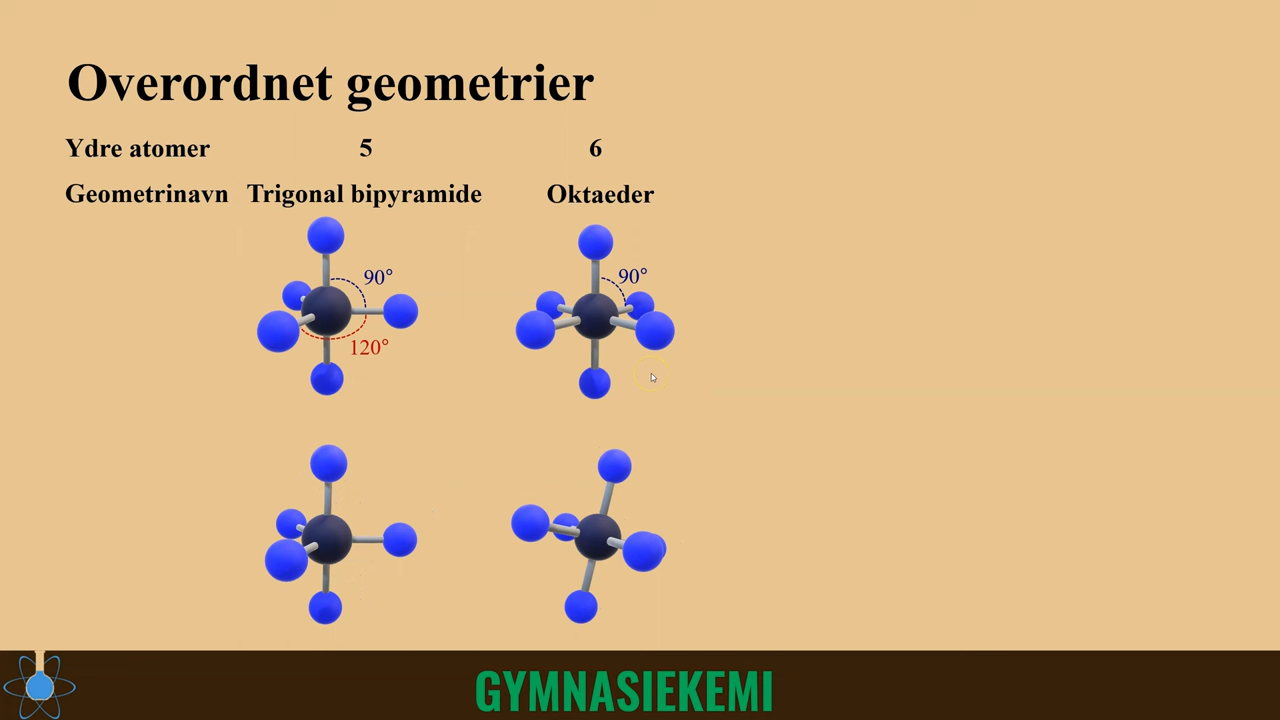 Overordnet geometrier
Ydre atomer 5 6
Geometrinavn Trigonal bipyramide Oktaeder
90° 90°
120°
GYMNASIEKEMI